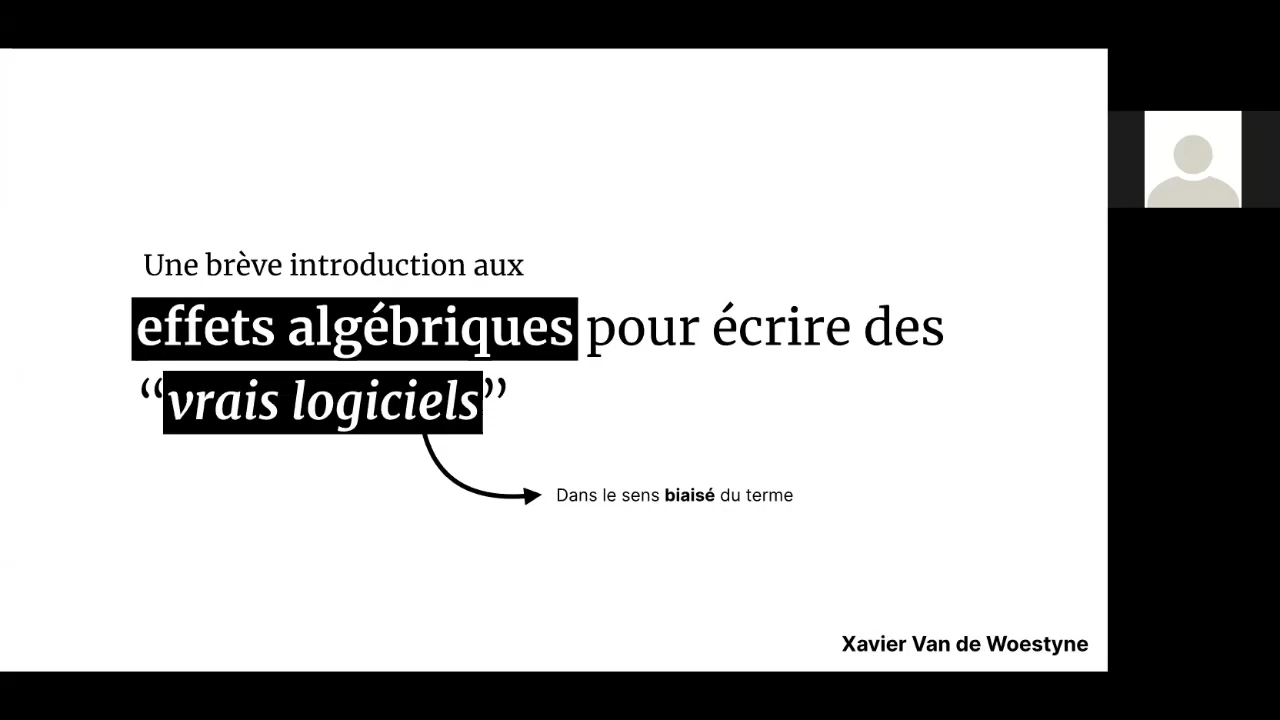 Une brève introduction aux
effets algébriques pour écrire des
“vrais logiciels”
Dans le sens biaisé du terme
Xavier Van de Woestyne